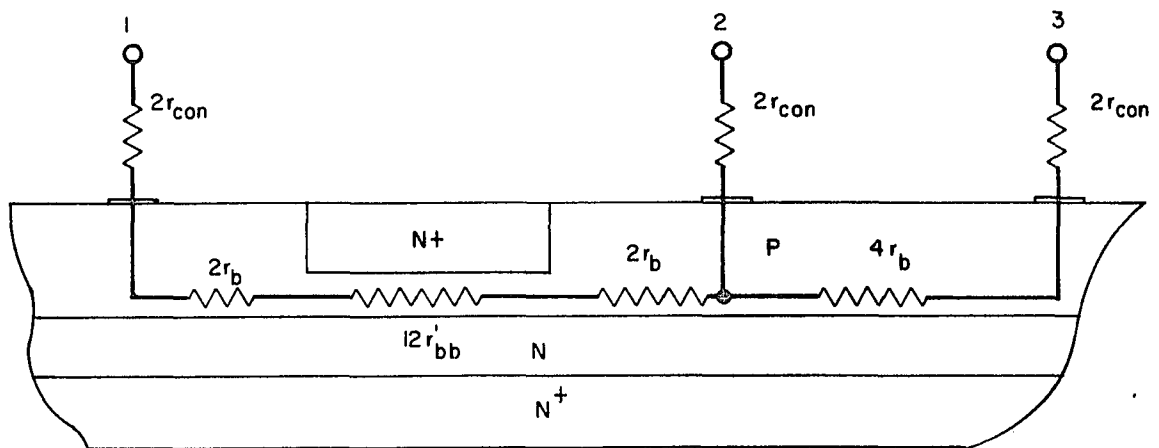 1 2 3
2r_con 2r_con 2r_con
N+ P
2r_b 2r_b 4r_b
12r'_bb N
N+